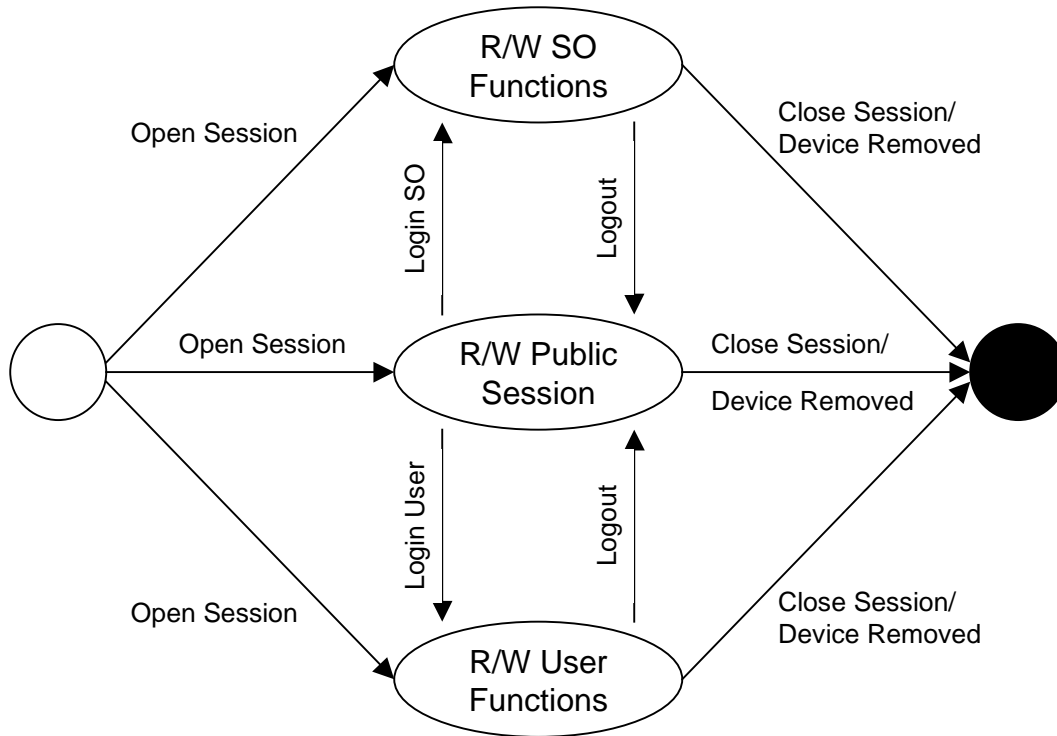 R/W SO
Functions
Open Session
Close Session/
Device Removed
Login SO
Logout
Open Session
R/W Public
Session
Close Session/
Device Removed
Login User
Logout
Open Session
Close Session/
Device Removed
R/W User
Functions